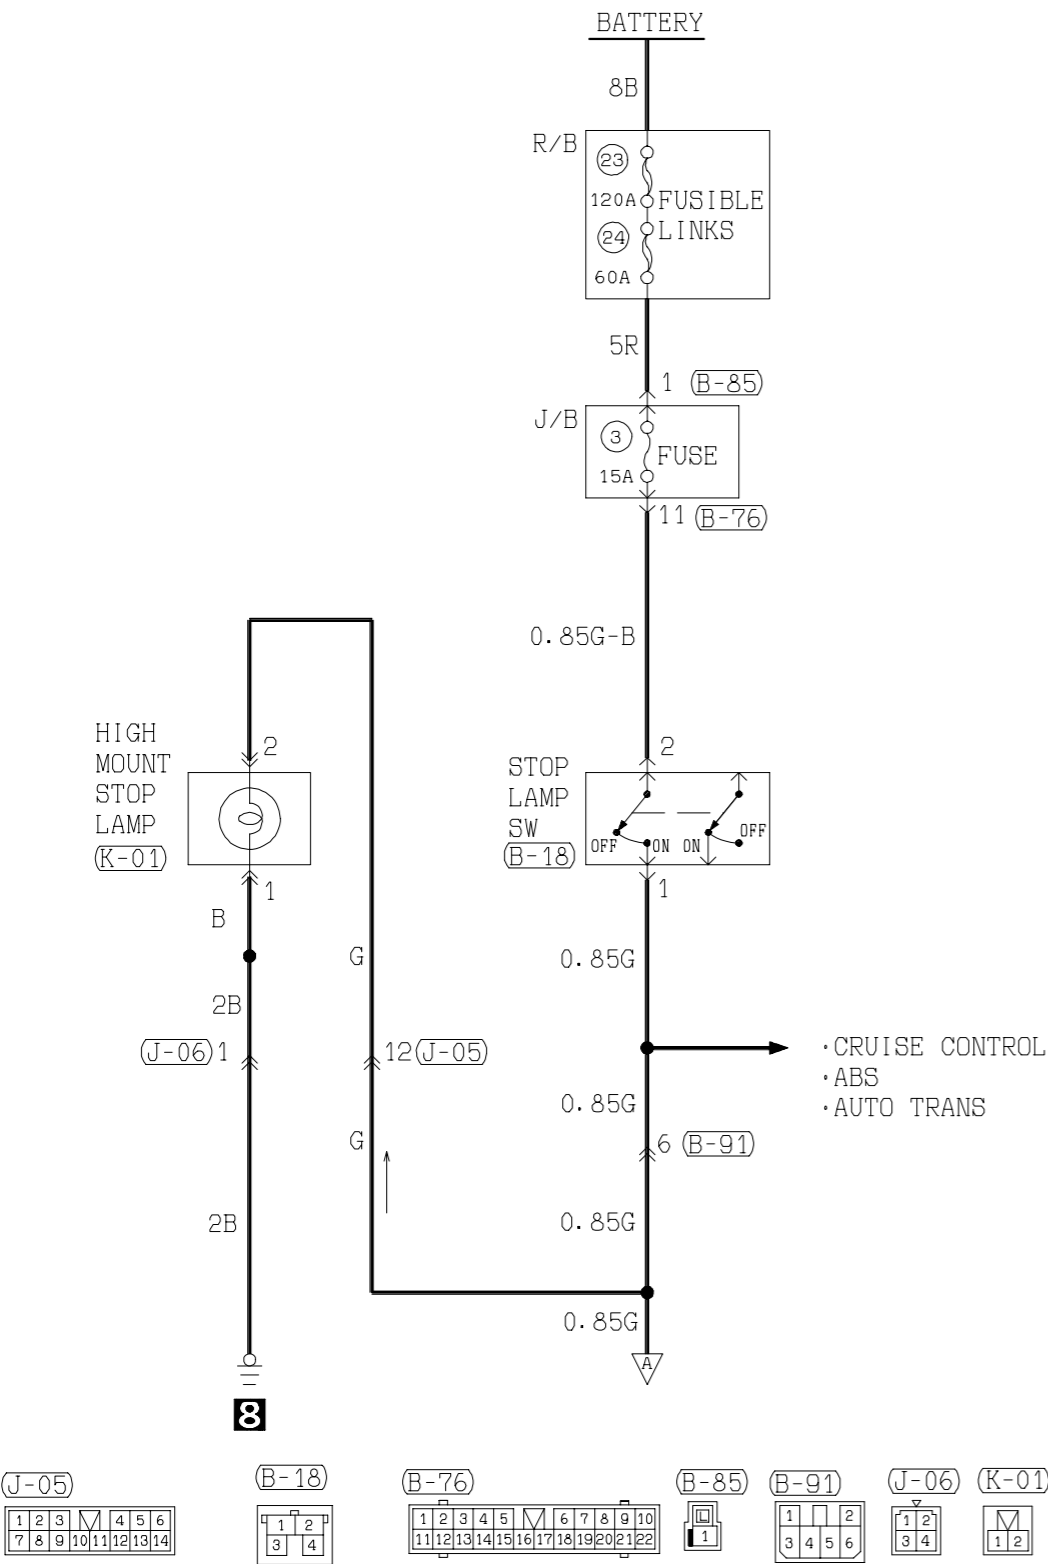 BATTERY
8B
R/B
23
120A
FUSIBLE
LINKS
24
60A
5R
1 (B-85)
J/B
3
FUSE
15A
11 (B-76)
0.85G-B
HIGH
MOUNT
STOP
LAMP
(K-01)
2
1
STOP
LAMP
SW
(B-18)
2
OFF ON ON OFF
1
B
G
0.85G
2B
(J-06) 1
12 (J-05)
·CRUISE CONTROL
·ABS
·AUTO TRANS
0.85G
G
6 (B-91)
2B
0.85G
0.85G
A
8
(J-05)
1 2 3 4 5 6
7 8 9 10 11 12 13 14
(B-18)
1 2
3 4
(B-76)
1 2 3 4 5 6 7 8 9 10
11 12 13 14 15 16 17 18 19 20 21 22
(B-85)
1
(B-91)
1 2
3 4 5 6
(J-06)
1 2
3 4
(K-01)
1 2